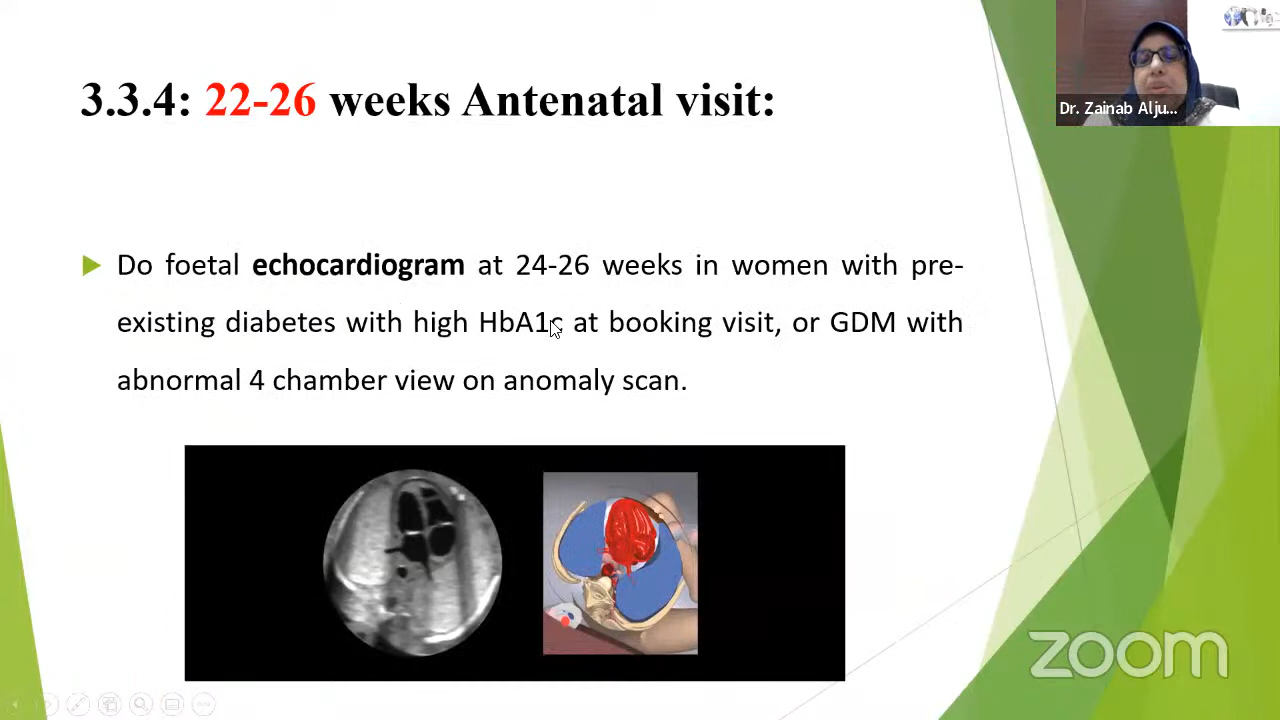 3.3.4: 22-26 weeks Antenatal visit:
Dr. Zainab Alju...
Do foetal echocardiogram at 24-26 weeks in women with pre-
existing diabetes with high HbA1c at booking visit, or GDM with
abnormal 4 chamber view on anomaly scan.
zoom